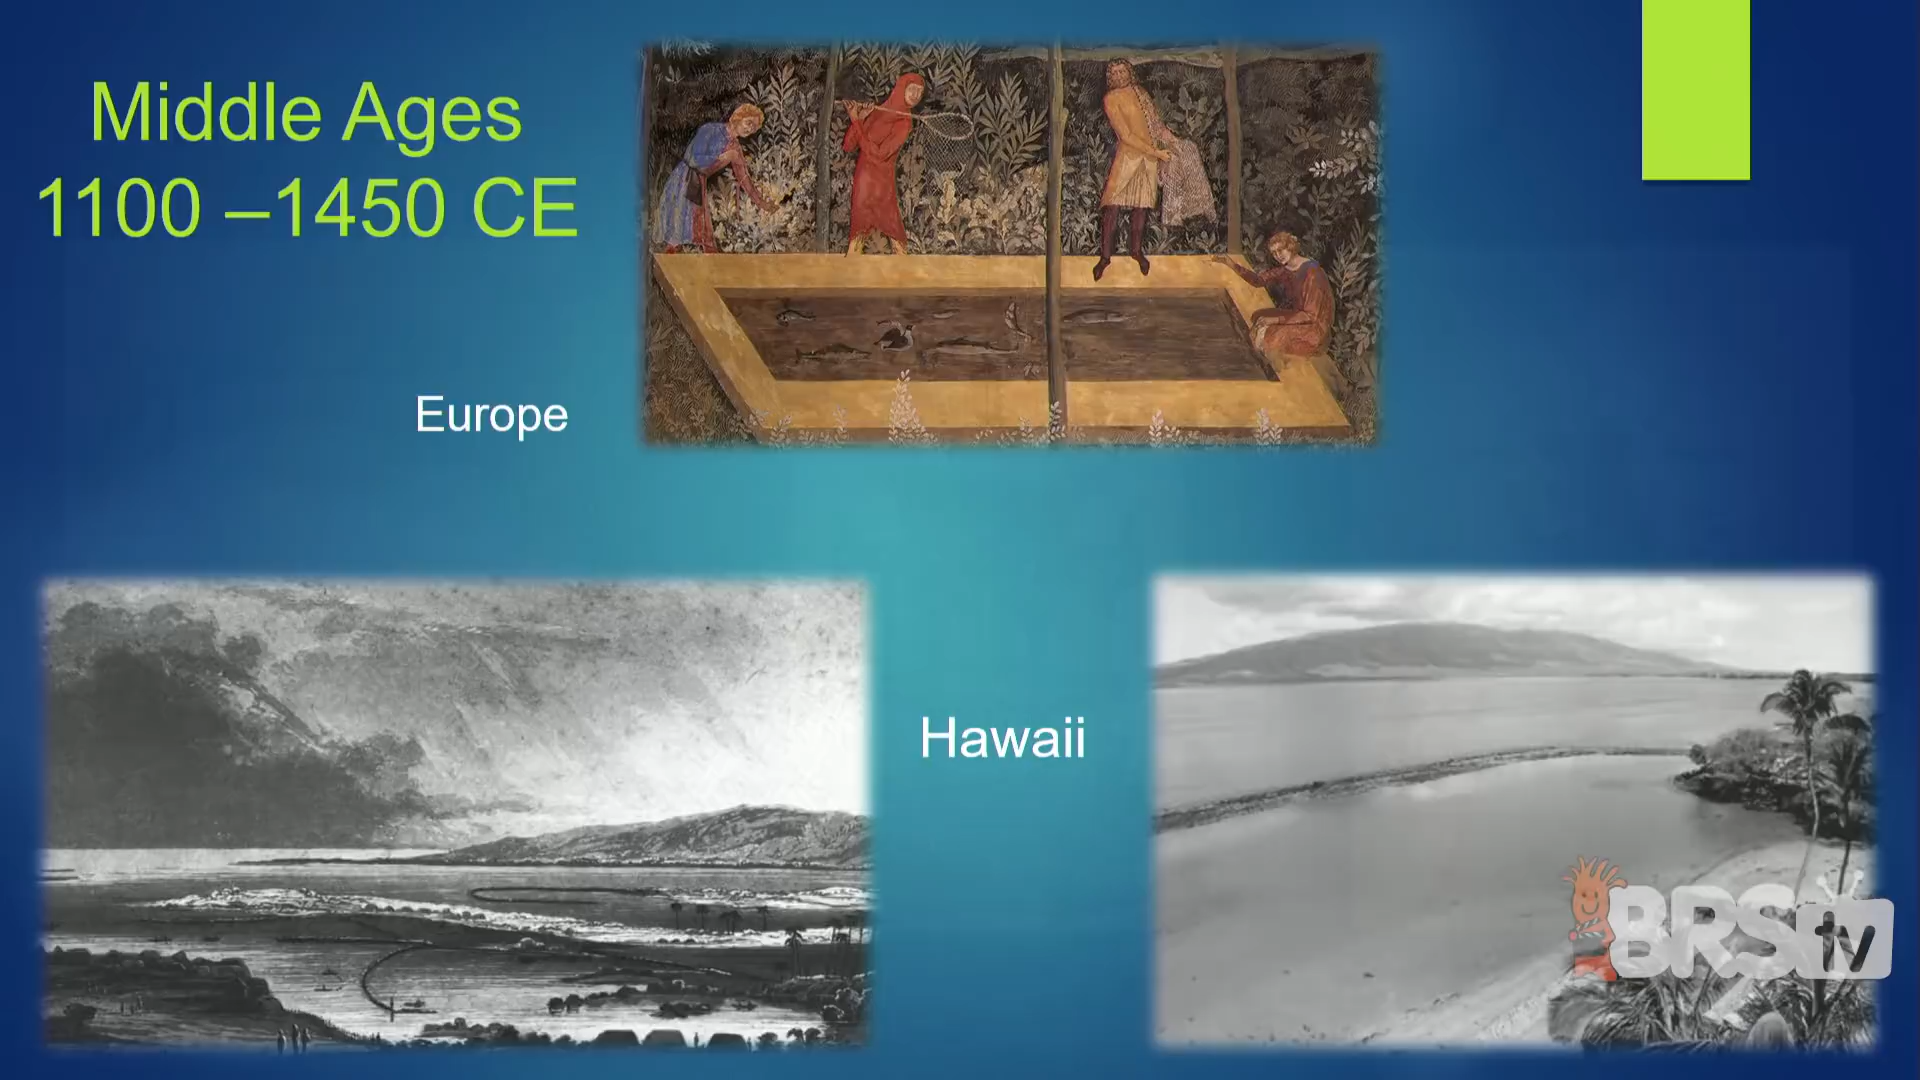 Middle Ages
1100 –1450 CE
Europe
Hawaii
BRStv